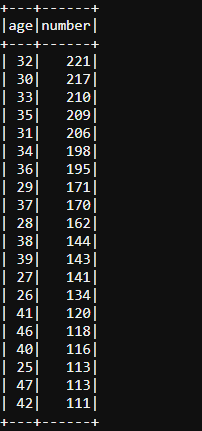 +---+------+
|age|number|
+---+------+
| 32|   221|
| 30|   217|
| 33|   210|
| 35|   209|
| 31|   206|
| 34|   198|
| 36|   195|
| 29|   171|
| 37|   170|
| 28|   162|
| 38|   144|
| 39|   143|
| 27|   141|
| 26|   134|
| 41|   120|
| 46|   118|
| 40|   116|
| 25|   113|
| 47|   113|
| 42|   111|
+---+------+